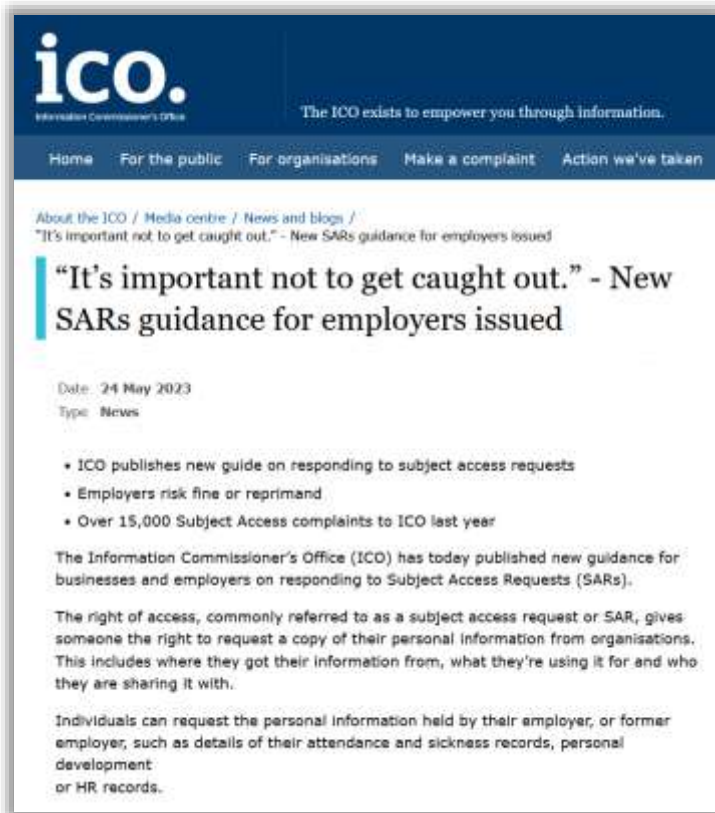 ico.
Information Commissioner's Office
The ICO exists to empower you through information.
Home For the public For organisations Make a complaint Action we've taken
About the ICO / Media centre / News and blogs /
"It's important not to get caught out." - New SARs guidance for employers issued
“It’s important not to get caught out.” - New
SARs guidance for employers issued
Date 24 May 2023
Type News
• ICO publishes new guide on responding to subject access requests
• Employers risk fine or reprimand
• Over 15,000 Subject Access complaints to ICO last year
The Information Commissioner's Office (ICO) has today published new guidance for
businesses and employers on responding to Subject Access Requests (SARs).
The right of access, commonly referred to as a subject access request or SAR, gives
someone the right to request a copy of their personal information from organisations.
This includes where they got their information from, what they're using it for and who
they are sharing it with.
Individuals can request the personal information held by their employer, or former
employer, such as details of their attendance and sickness records, personal
development
or HR records.